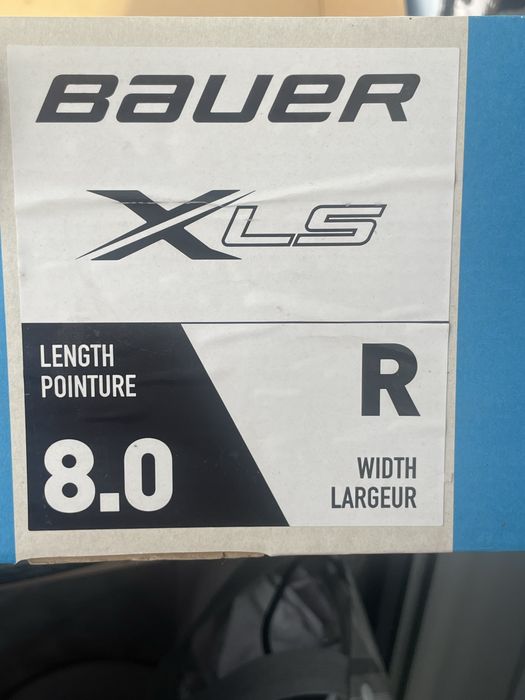 BAUER
XLS
LENGTH
POINTURE
8.0
R
WIDTH
LARGEUR